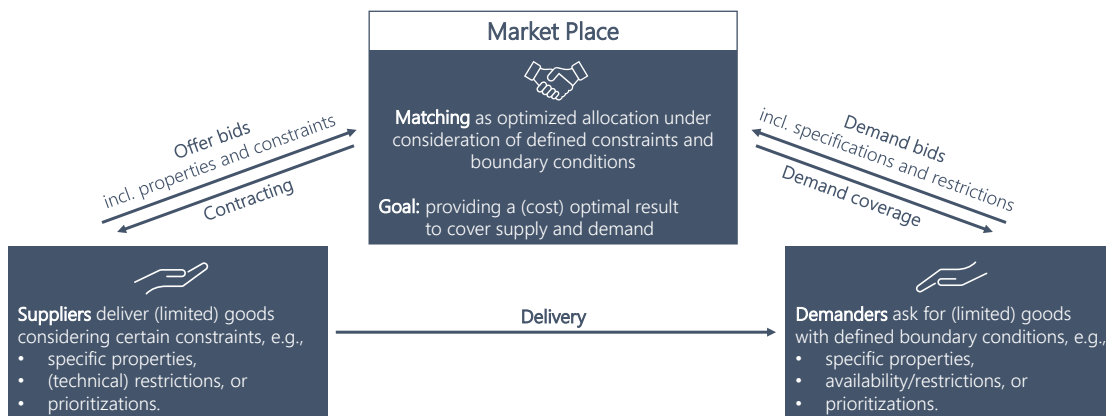 Market Place
Matching as optimized allocation under
consideration of defined constraints and
boundary conditions
Goal: providing a (cost) optimal result
to cover supply and demand
Offer bids
incl. properties and constraints
Contracting
Demand bids
incl. specifications and restrictions
Demand coverage
Suppliers deliver (limited) goods
considering certain constraints, e.g.,
• specific properties,
• (technical) restrictions, or
• prioritizations.
Delivery
Demanders ask for (limited) goods
with defined boundary conditions, e.g.,
• specific properties,
• availability/restrictions, or
• prioritizations.